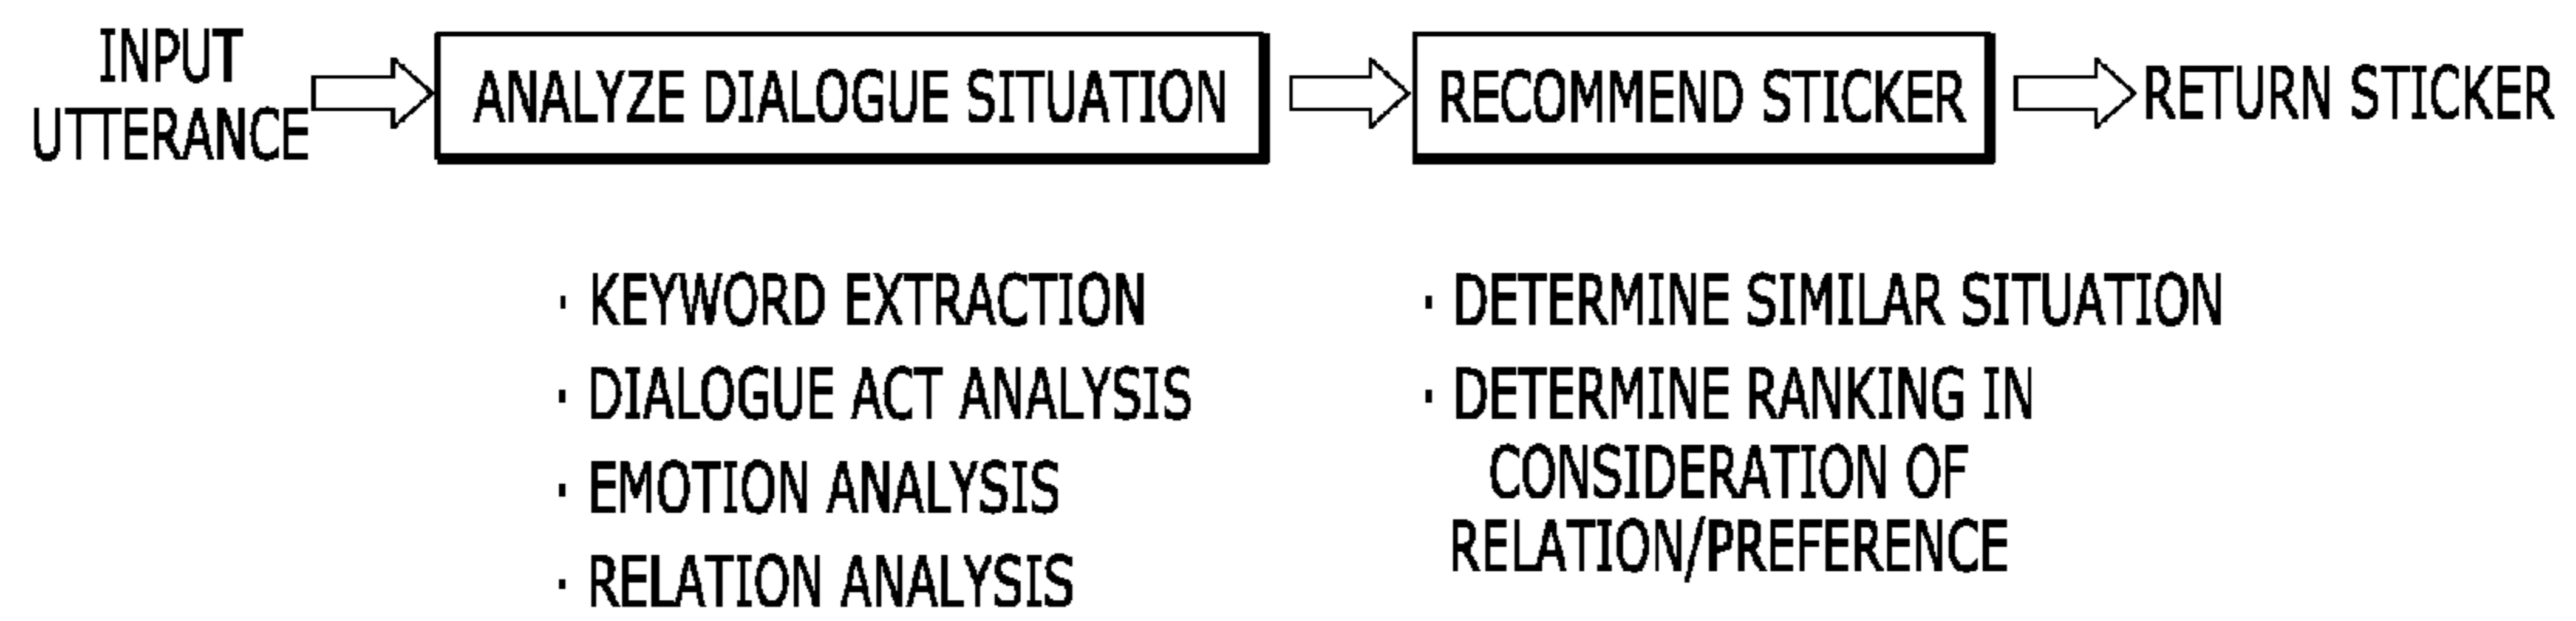 INPUT
UTTERANCE
ANALYZE DIALOGUE SITUATION
RECOMMEND STICKER
RETURN STICKER
· KEYWORD EXTRACTION
· DIALOGUE ACT ANALYSIS
· EMOTION ANALYSIS
· RELATION ANALYSIS
· DETERMINE SIMILAR SITUATION
· DETERMINE RANKING IN
CONSIDERATION OF
RELATION/PREFERENCE